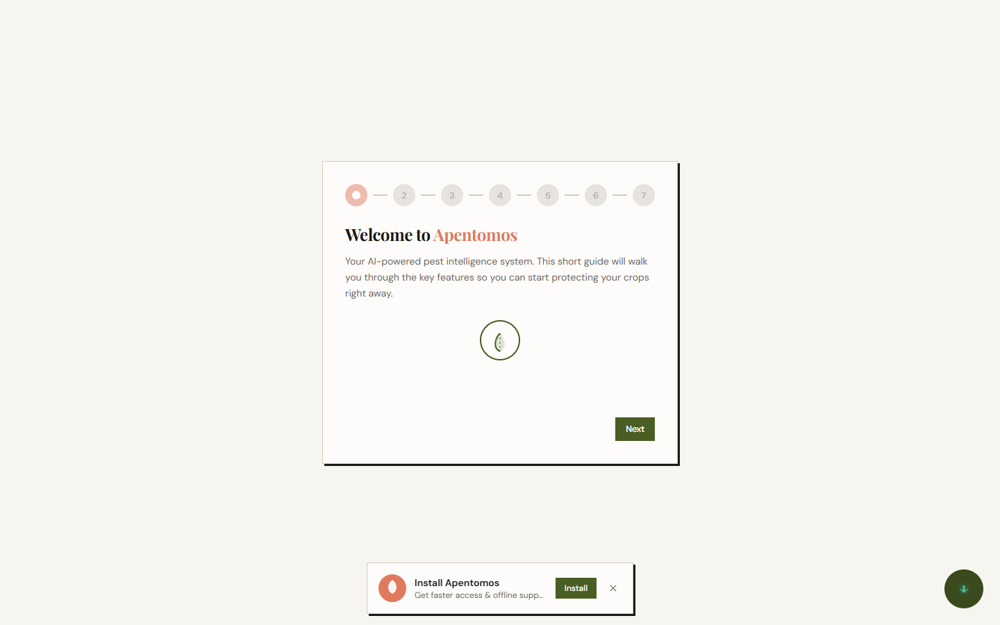 2 3 4 5 6 7
Welcome to Apentomos
Your AI-powered pest intelligence system. This short guide will walk
you through the key features so you can start protecting your crops
right away.
Next
Install Apentomos
Get faster access & offline supp...
Install